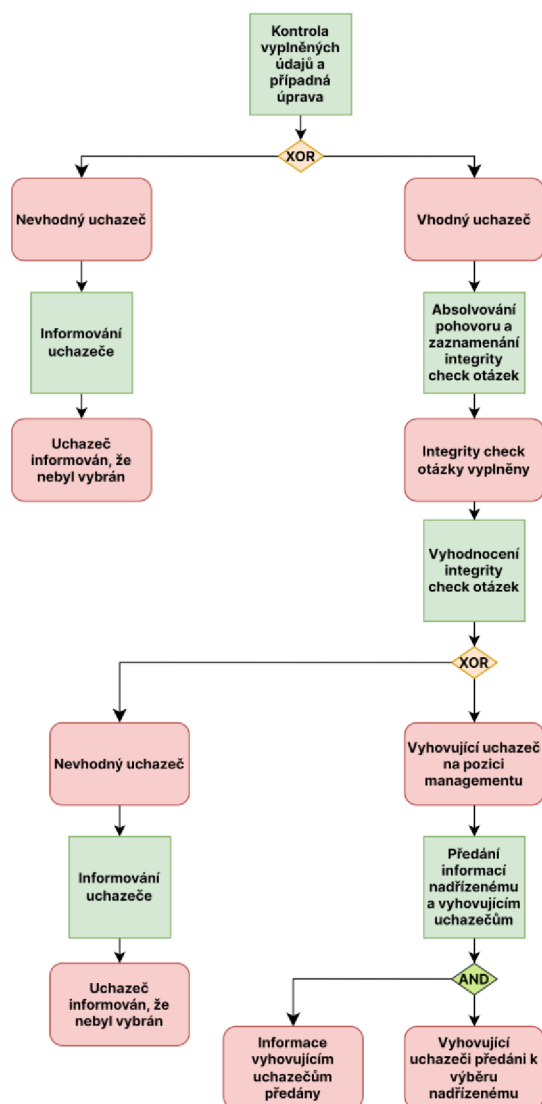 Kontrola
vyplněných
údajů a
případná
úprava
XOR
Nevhodný uchazeč
Vhodný uchazeč
Informování
uchazeče
Absolvování
pohovoru a
zaznamenání
integrity
check otázek
Uchazeč
informován, že
nebyl vybrán
Integrity check
otázky vyplněny
Vyhodnocení
integrity
check otázek
XOR
Nevhodný uchazeč
Vyhovující uchazeč
na pozici
managementu
Informování
uchazeče
Předání
informací
nadřízenému
a vyhovujícím
uchazečům
Uchazeč
informován, že
nebyl vybrán
AND
Informace
vyhovujícím
uchazečům
předány
Vyhovující
uchazeči předáni k
výběru
nadřízenému